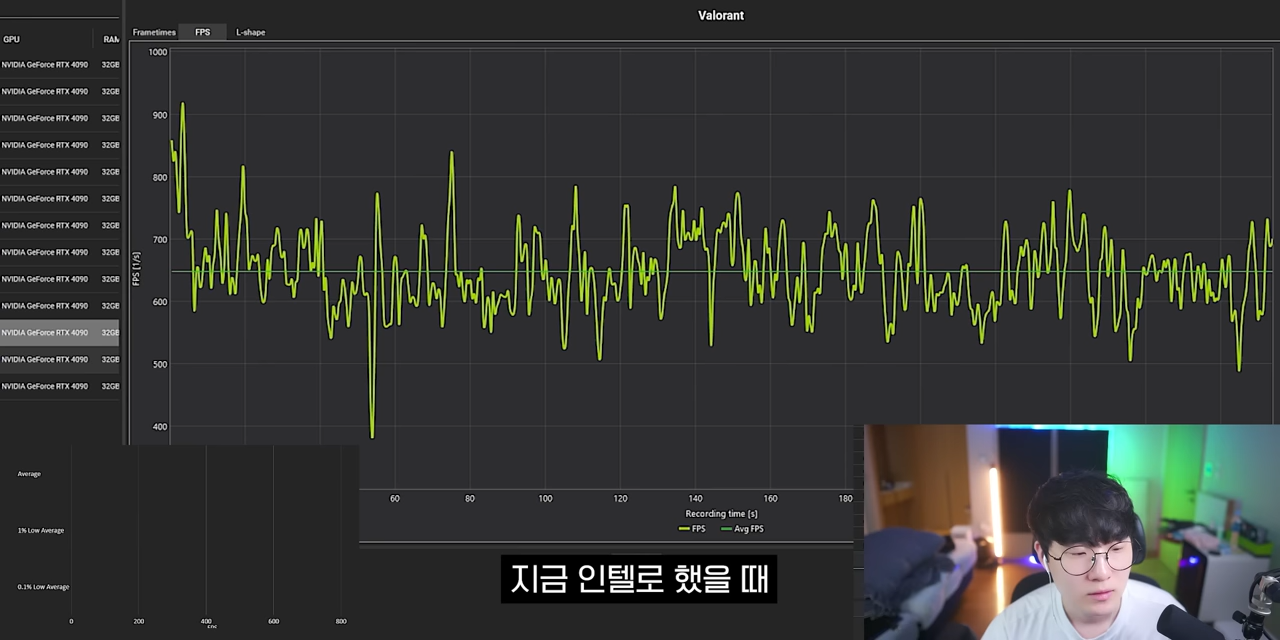 Valorant
Frametimes FPS L-shape
GPU RAM
NVIDIA GeForce RTX 4090 32GB
NVIDIA GeForce RTX 4090 32GB
NVIDIA GeForce RTX 4090 32GB
NVIDIA GeForce RTX 4090 32GB
NVIDIA GeForce RTX 4090 32GB
NVIDIA GeForce RTX 4090 32GB
NVIDIA GeForce RTX 4090 32GB
NVIDIA GeForce RTX 4090 32GB
NVIDIA GeForce RTX 4090 32GB
NVIDIA GeForce RTX 4090 32GB
NVIDIA GeForce RTX 4090 32GB
NVIDIA GeForce RTX 4090 32GB
NVIDIA GeForce RTX 4090 32GB
1000
900
800
700
600
500
400
FPS [1/s]
60 80 100 120 140 160 180
Recording time [s]
FPS Avg FPS
Average
1% Low Average
0.1% Low Average
0 200 400 600 800
FPS
지금 인텔로 했을 때